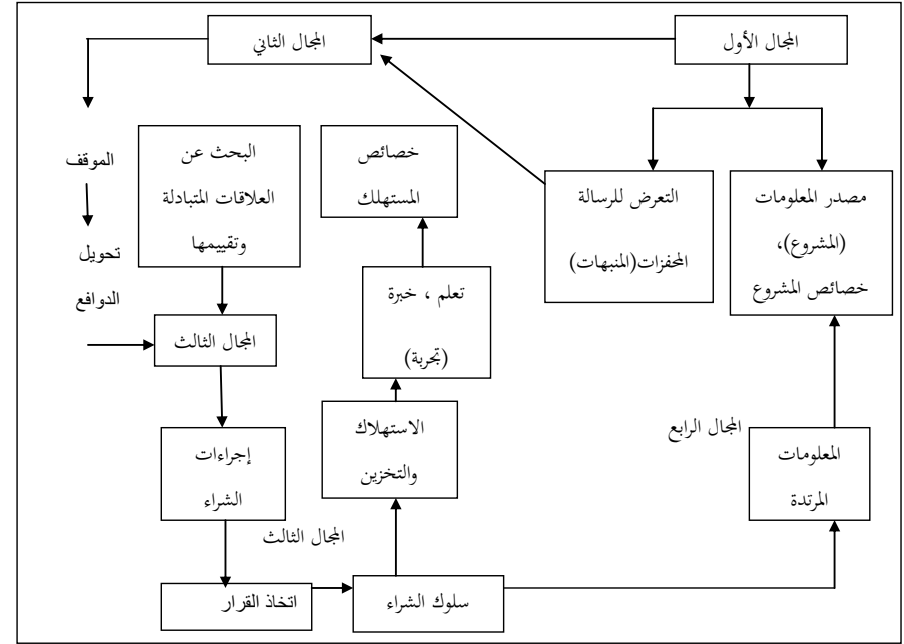 المجال الأول
المجال الثاني
خصائص
المستهلك
البحث عن
العلاقات المتبادلة
وتقييمها
الموقف
تحويل
الدوافع
التعرض للرسالة
المحفزات(المنبهات)
مصدر المعلومات
(المشروع)،
خصائص المشروع
تعلم ، خبرة
(تجربة)
المجال الثالث
الاستهلاك
والتخزين
المجال الرابع
المعلومات
المرتدة
إجراءات
الشراء
المجال الثالث
اتخاذ القرار
سلوك الشراء